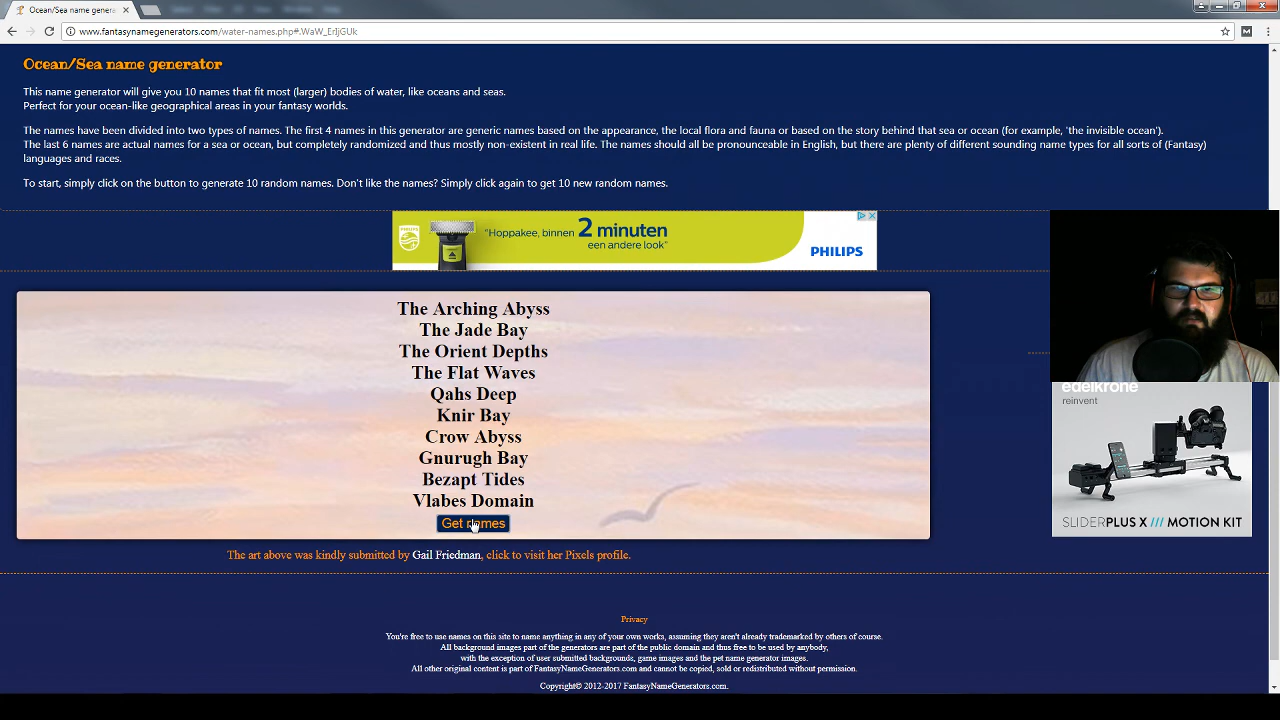 Ocean/Sea name genera
www.fantasynamegenerators.com/water-names.php#.WaW_ErIjGUk
Ocean/Sea name generator
This name generator will give you 10 names that fit most (larger) bodies of water, like oceans and seas.
Perfect for your ocean-like geographical areas in your fantasy worlds.
The names have been divided into two types of names. The first 4 names in this generator are generic names based on the appearance, the local flora and fauna or based on the story behind that sea or ocean (for example, 'the invisible ocean').
The last 6 names are actual names for a sea or ocean, but completely randomized and thus mostly non-existent in real life. The names should all be pronounceable in English, but there are plenty of different sounding name types for all sorts of (Fantasy)
languages and races.
To start, simply click on the button to generate 10 random names. Don't like the names? Simply click again to get 10 new random names.
PHILIPS
"Hoppakee, binnen 2 minuten
een andere look"
PHILIPS
The Arching Abyss
The Jade Bay
The Orient Depths
The Flat Waves
Qahs Deep
Knir Bay
Crow Abyss
Gnurugh Bay
Bezapt Tides
Vlabes Domain
Get names
edelkrone
reinvent
SLIDERPLUS X /// MOTION KIT
The art above was kindly submitted by Gail Friedman, click to visit her Pixels profile.
Privacy
You're free to use names on this site to name anything in any of your own works, assuming they aren't already trademarked by others of course.
All background images part of the generators are part of the public domain and thus free to be used by anybody,
with the exception of user submitted backgrounds, game images and the pet name generator images.
All other original content is part of FantasyNameGenerators.com and cannot be copied, sold or redistributed without permission.
Copyright© 2012-2017 FantasyNameGenerators.com.